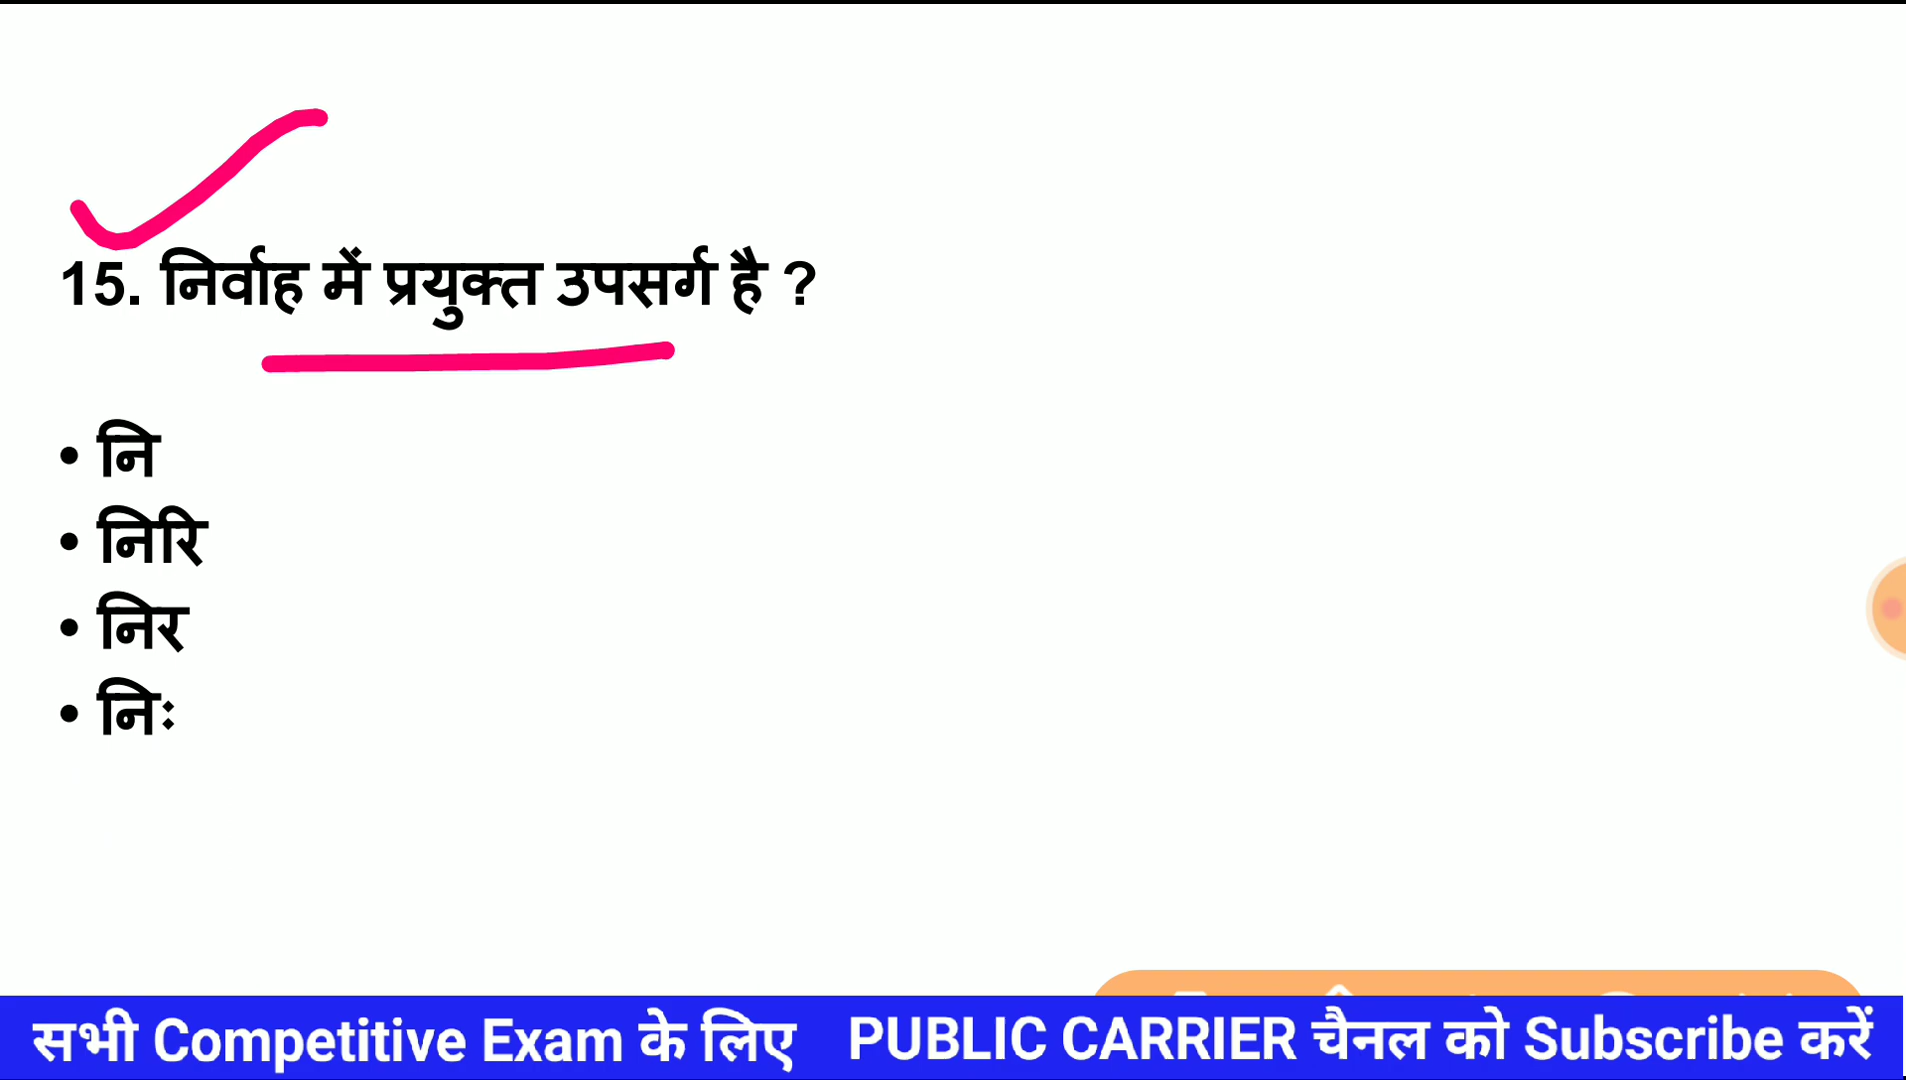 15. निर्वाह में प्रयुक्त उपसर्ग है ?
• नि
• निरि
• निर
• निः
सभी Competitive Exam के लिए PUBLIC CARRIER चैनल को Subscribe करें